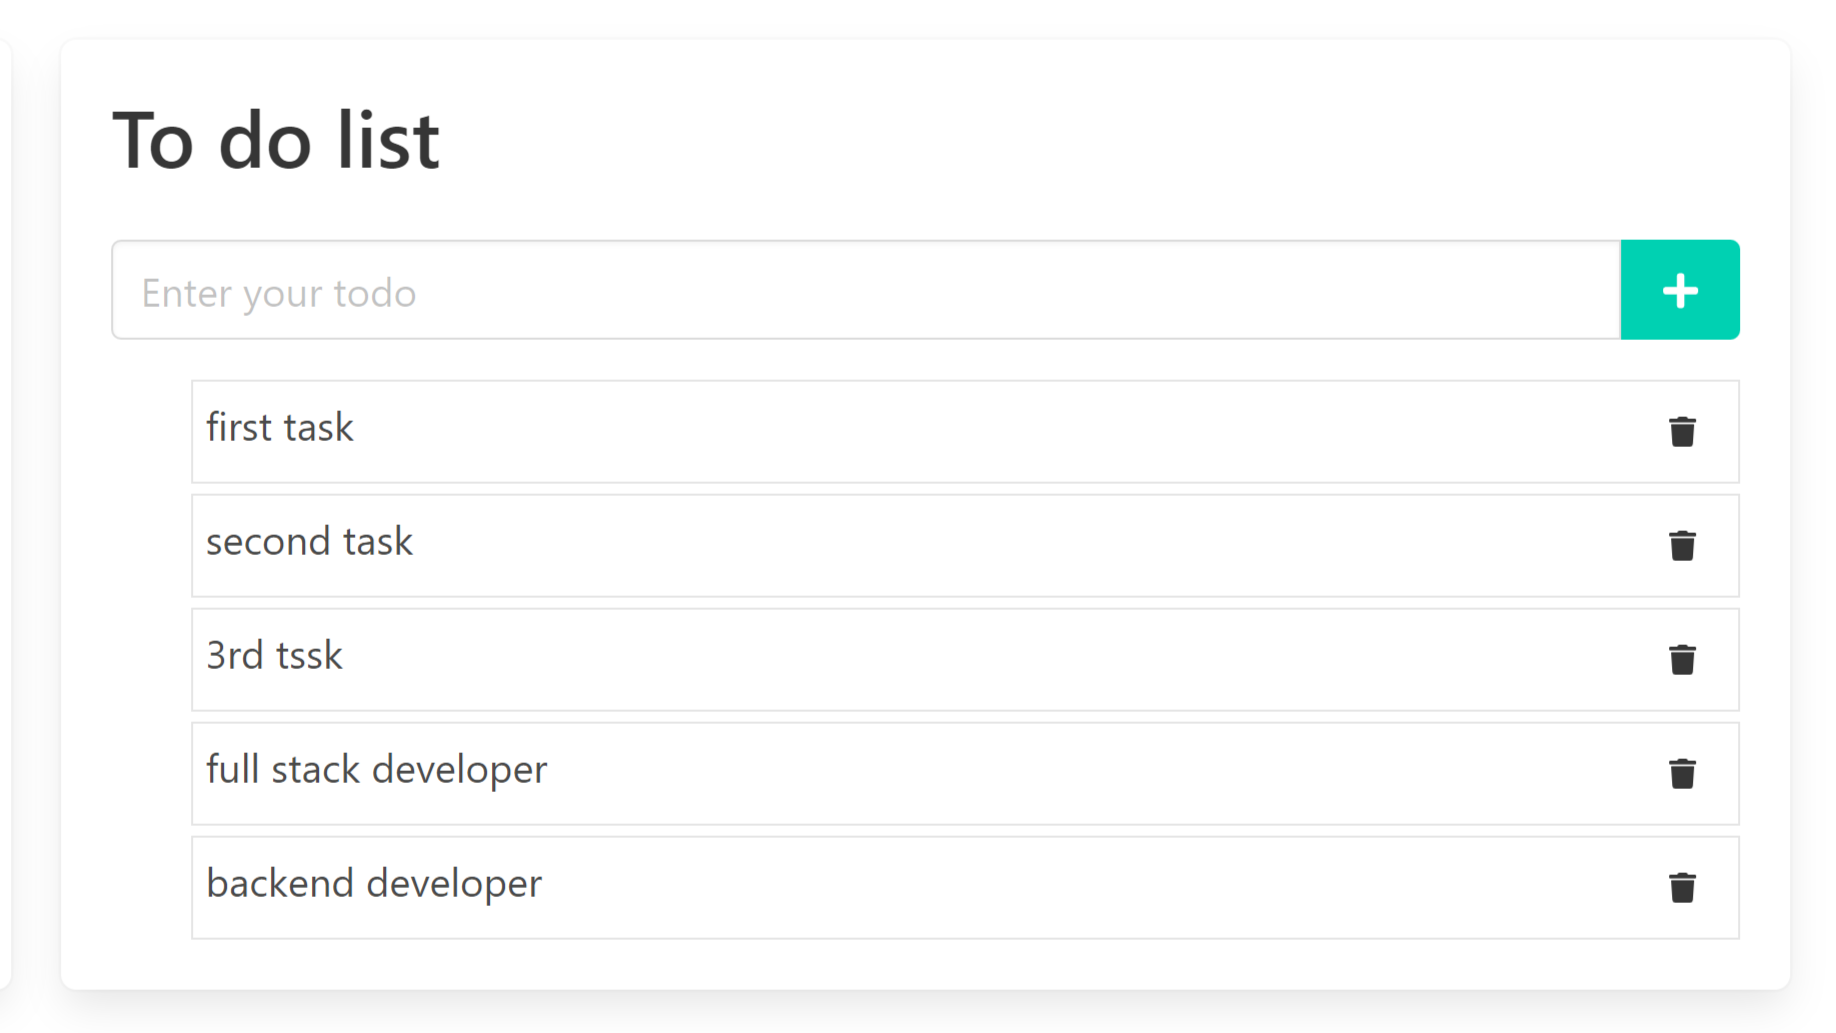 To do list
Enter your todo
first task
second task
3rd tssk
full stack developer
backend developer